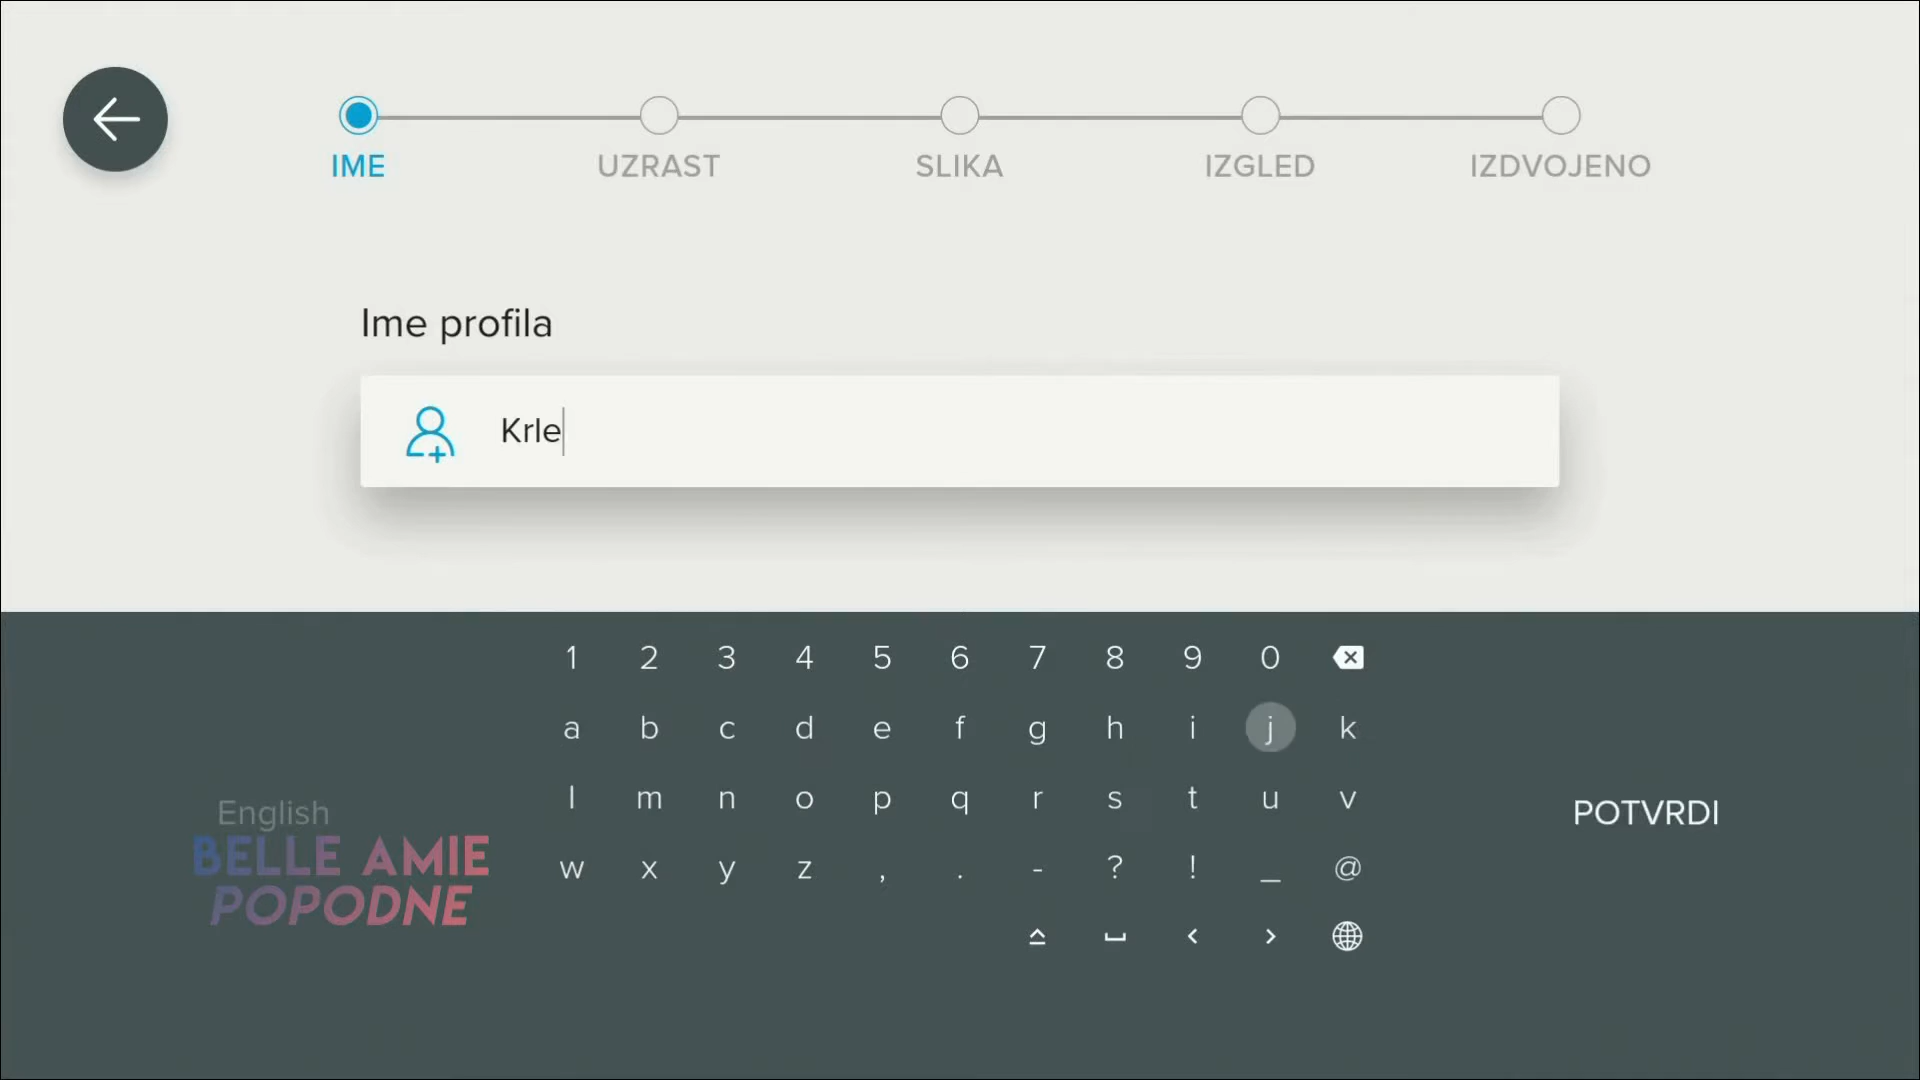 IME
UZRAST
SLIKA
IZGLED
IZDVOJENO
Ime profila
Krle
1 2 3 4 5 6 7 8 9 0
a b c d e f g h i j k
l m n o p q r s t u v
w x y z , . - ? ! _ @
English
BELLE AMIE
POPODNE
POTVRDI